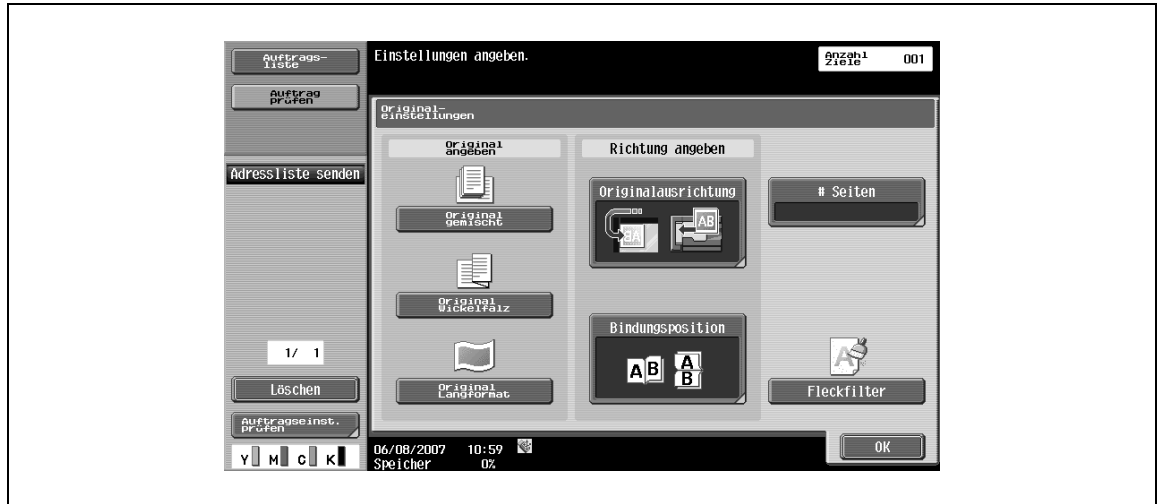 Auftrags-
liste
Auftrag
prüfen
Adressliste senden
1/ 1
Löschen
Auftragseinst.
prüfen
Y M C K
Einstellungen angeben.
Anzahl
Ziele 001
Original-
einstellungen
Original
angeben
Original
gemischt
Original
Wickelfalz
Original
Langformat
Richtung angeben
Originalausrichtung
AB AB
Bindungsposition
A B A
B
# Seiten
A
Fleckfilter
06/08/2007 10:59
Speicher 0%
OK